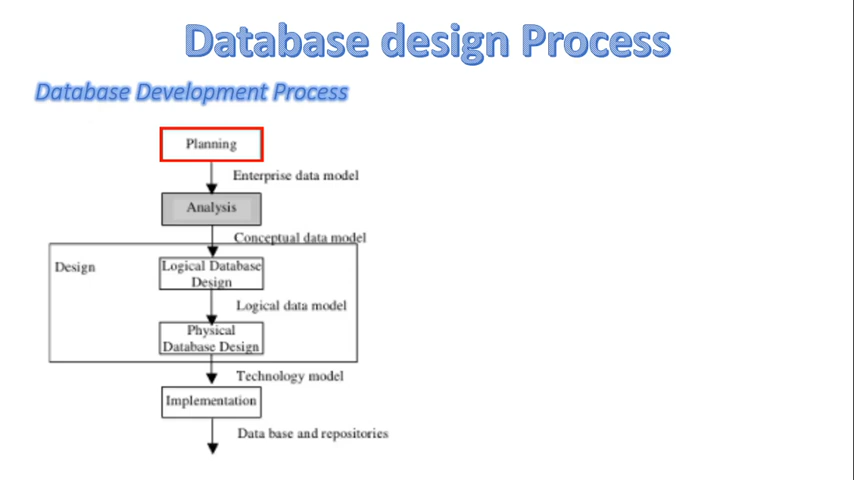 Database design Process
Database Development Process
Planning
Enterprise data model
Analysis
Conceptual data model
Design
Logical Database
Design
Logical data model
Physical
Database Design
Technology model
Implementation
Data base and repositories